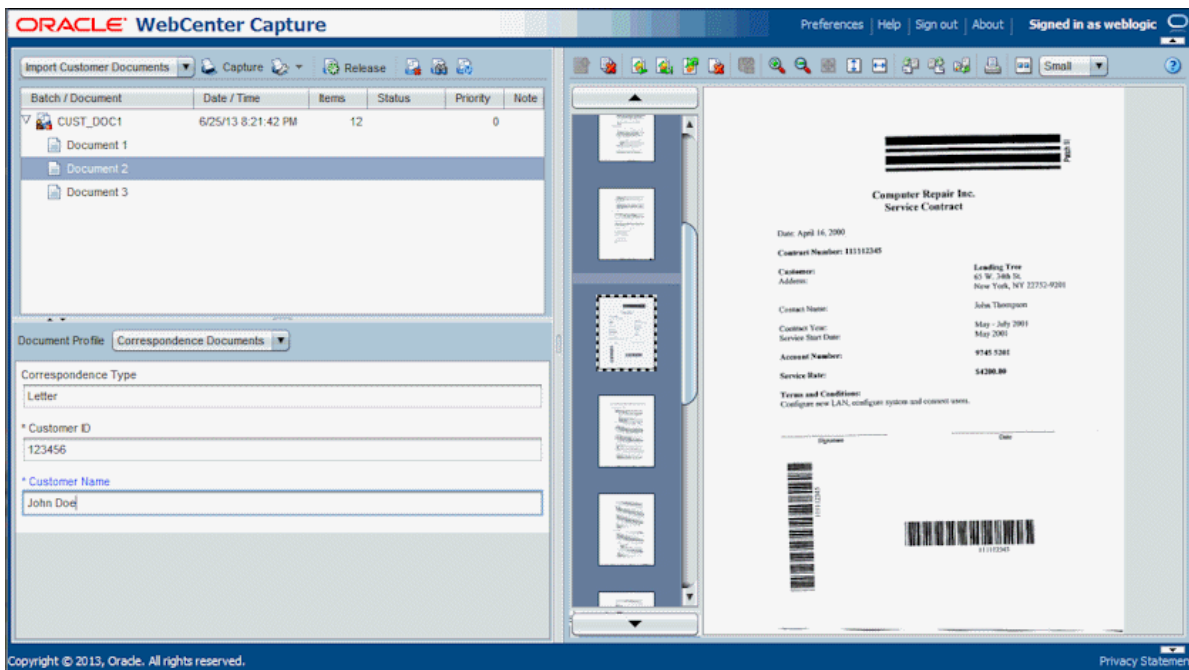 ORACLE WebCenter Capture
Preferences | Help | Sign out | About | Signed in as weblogic
Import Customer Documents Capture Release
Small
Batch / Document Date / Time Items Status Priority Note
CUST_DOC1 6/25/13 8:21:42 PM 12 0
Document 1
Document 2
Document 3
Document Profile Correspondence Documents
Correspondence Type
Letter
* Customer ID
123456
* Customer Name
John Doe
Patch II
Computer Repair Inc.
Service Contract
Date: April 16, 2000
Contract Number: 111112345
Customer: Lending Tree
Address: 65 W. 34th St.
New York, NY 22752-9201
Contact Name: John Thompson
Contract Year: May - July 2001
Service Start Date: May 2001
Account Number: 9745 5201
Service Rate: $4200.00
Terms and Conditions:
Configure new LAN, configure system and connect users.
Signature Date
111112345
111112345
Copyright © 2013, Oracle. All rights reserved.
Privacy Statement